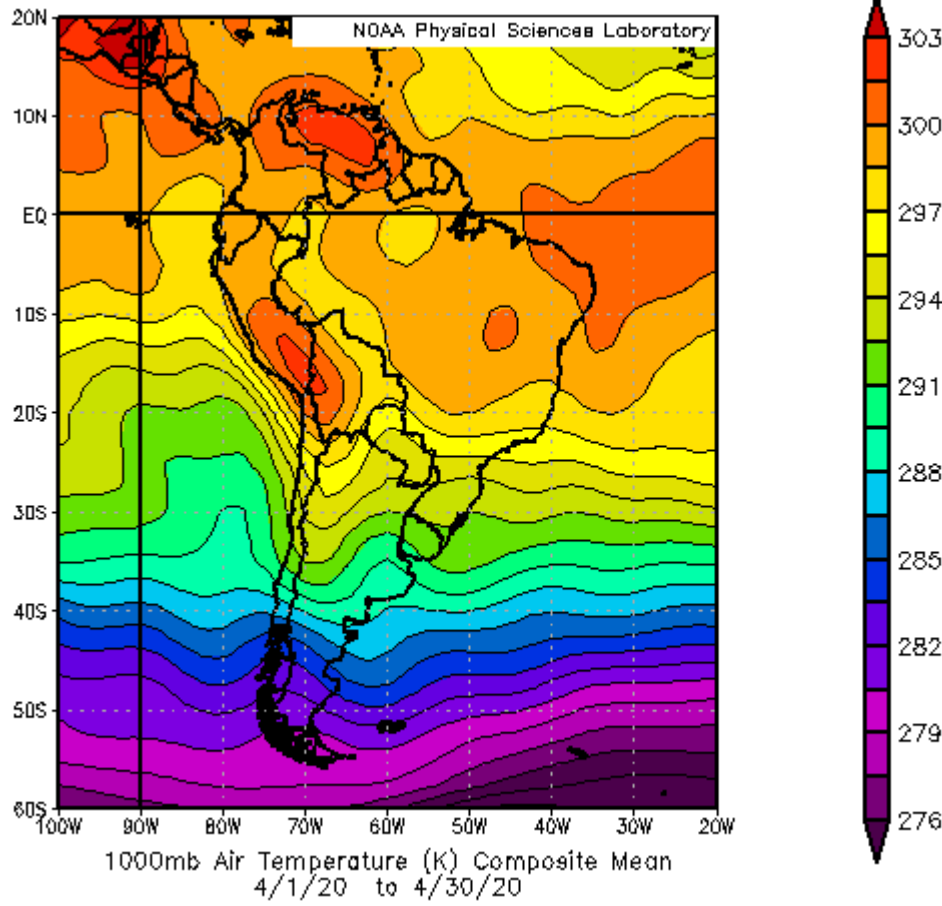 NOAA Physical Sciences Laboratory
20N
10N
EQ
10S
20S
30S
40S
50S
60S
100W 90W 80W 70W 60W 50W 40W 30W 20W
1000mb Air Temperature (K) Composite Mean
4/1/20 to 4/30/20
303
300
297
294
291
288
285
282
279
276